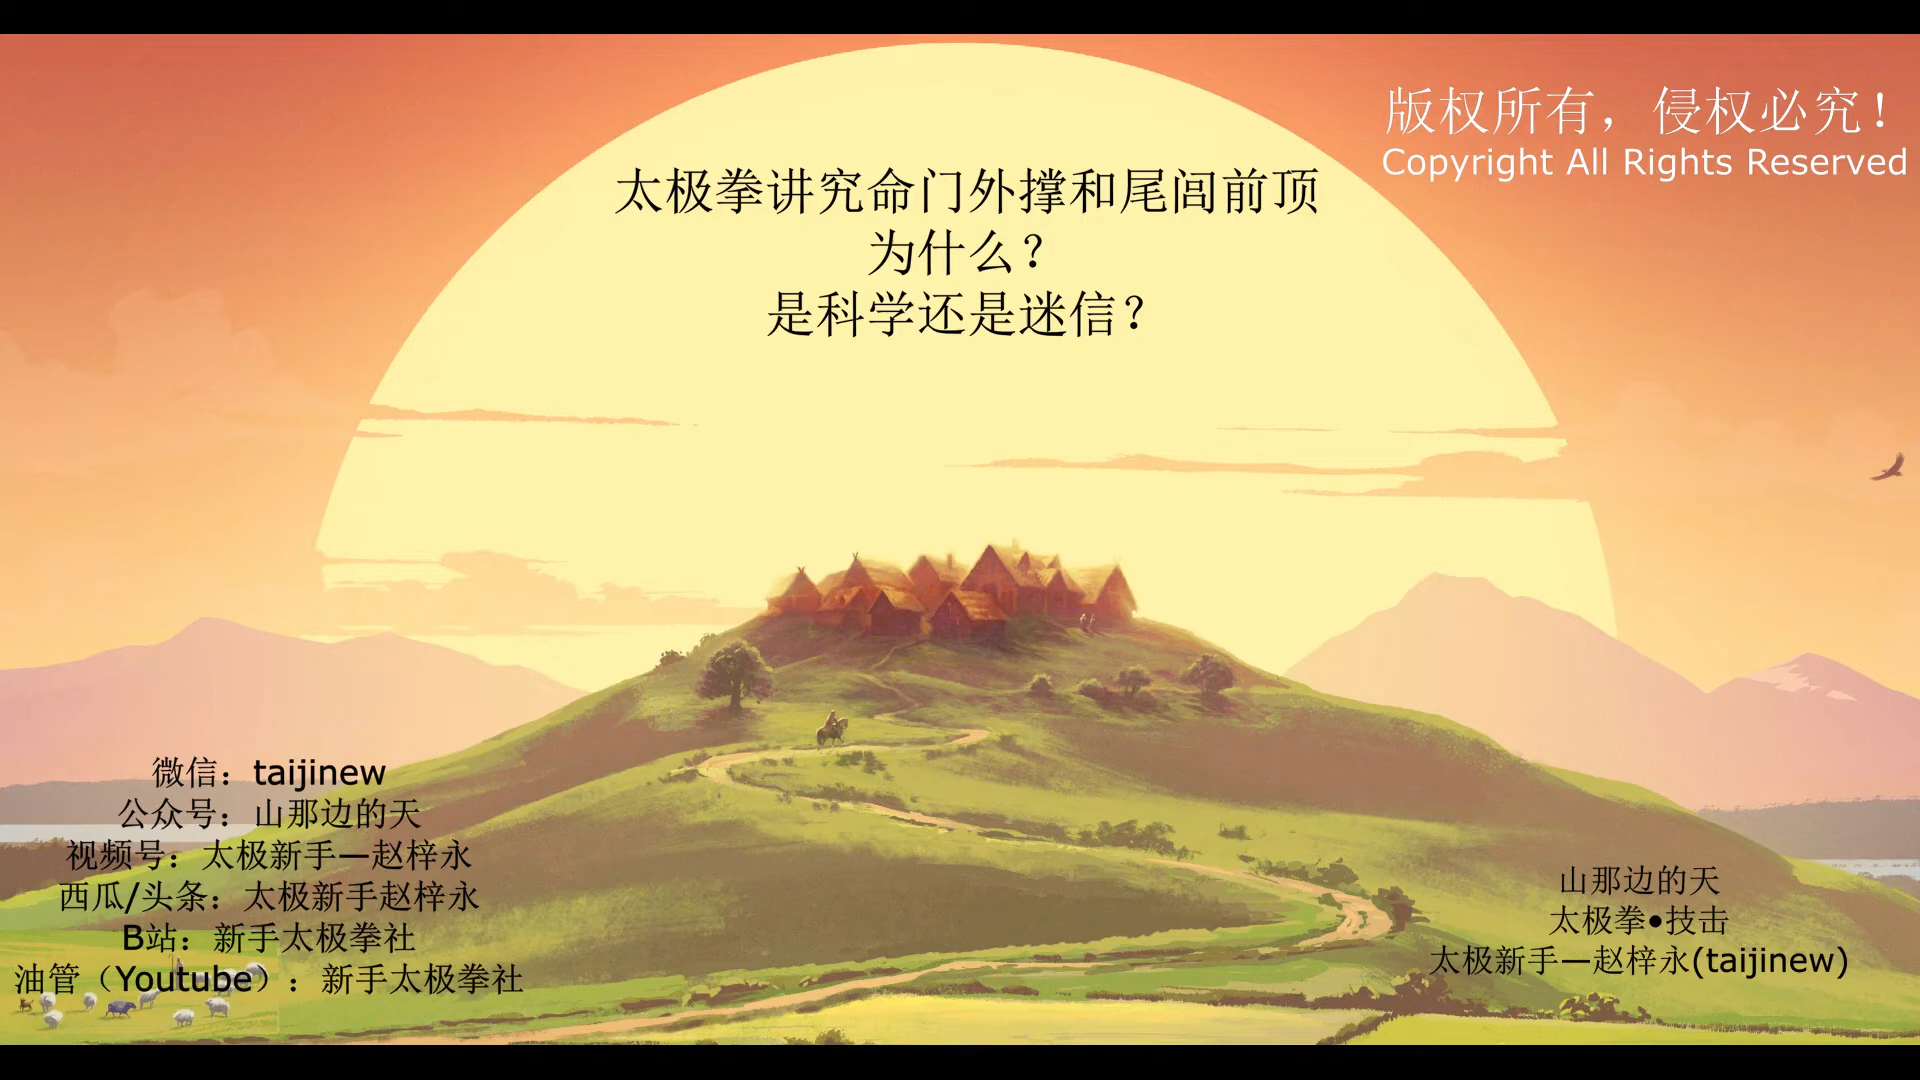 版权所有，侵权必究！
Copyright All Rights Reserved
太极拳讲究命门外撑和尾闾前顶
为什么？
是科学还是迷信？
微信：taijinew
公众号：山那边的天
视频号：太极新手—赵梓永
西瓜/头条：太极新手赵梓永
B站：新手太极拳社
油管（Youtube）：新手太极拳社
山那边的天
太极拳•技击
太极新手—赵梓永(taijinew)